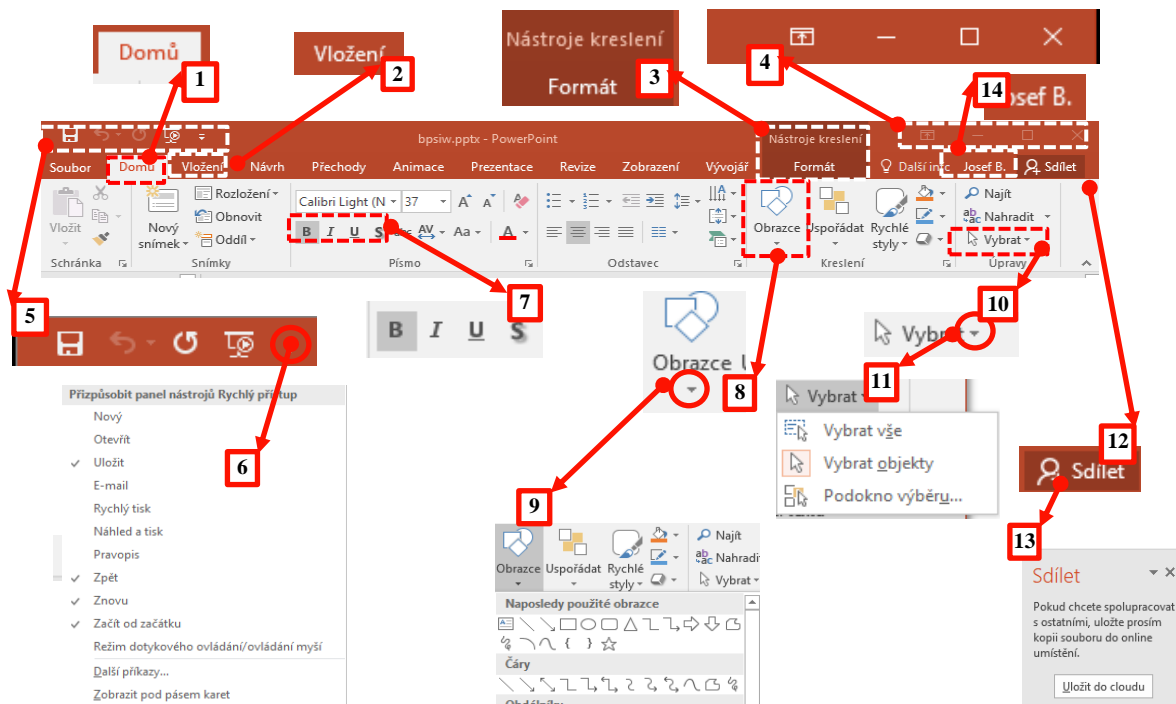 Domů
1
Vložení
2
Nástroje kreslení
Formát
3
4
14
osef B.
bpsiw.pptx - PowerPoint
Nástroje kreslení
Soubor
Domů
Vložení
Návrh
Přechody
Animace
Prezentace
Revize
Zobrazení
Vývojář
Formát
Další inf
Josef B.
Sdílet
Vložit
Nový
snímek
Rozložení
Obnovit
Oddíl
Calibri Light (N
37
B I U S abc AV Aa A
Obrazce
Uspořádat
Rychlé
styly
Najít
Nahradit
Vybrat
Schránka
Snímky
Písmo
Odstavec
Kreslení
Úpravy
5
7
10
B I U S
Obrazce
8
9
Vybrat
11
Přizpůsobit panel nástrojů Rychlý přístup
Nový
Otevřít
Uložit
E-mail
Rychlý tisk
Náhled a tisk
Pravopis
Zpět
Znovu
Začít od začátku
Režim dotykového ovládání/ovládání myší
Další příkazy...
Zobrazit pod pásem karet
6
Vybrat
Vybrat vše
Vybrat objekty
Podokno výběru...
12
Sdílet
13
Obrazce
Uspořádat
Rychlé
styly
Najít
Nahradit
Vybrat
Naposledy použité obrazce
Čáry
Obdélníky
Sdílet
Pokud chcete spolupracovat
s ostatními, uložte prosím
kopii souboru do online
umístění.
Uložit do cloudu